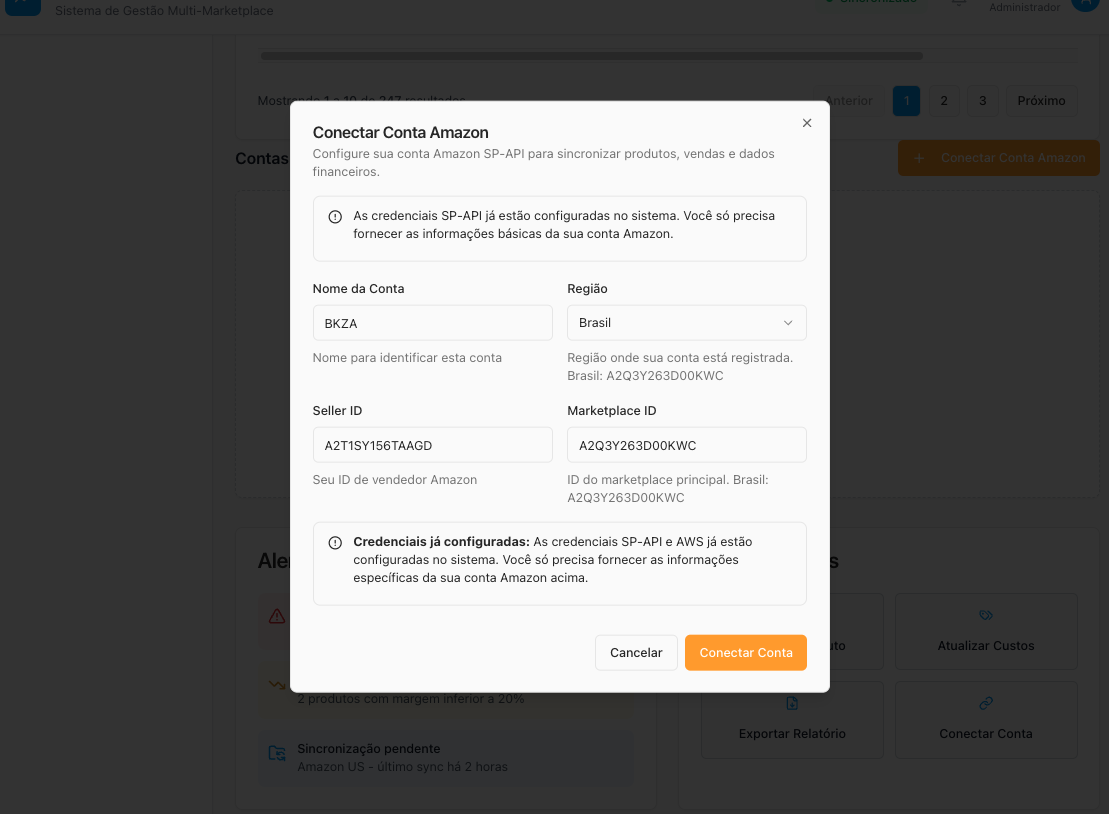 Sistema de Gestão Multi-Marketplace
Sincronizado
Administrador
Mostrando 1 a 10 de 247 resultados
Anterior
1
2
3
Próximo
Contas
+ Conectar Conta Amazon
Conectar Conta Amazon
Configure sua conta Amazon SP-API para sincronizar produtos, vendas e dados
financeiros.
As credenciais SP-API já estão configuradas no sistema. Você só precisa
fornecer as informações básicas da sua conta Amazon.
Nome da Conta
Região
BKZA
Brasil
Nome para identificar esta conta
Região onde sua conta está registrada.
Brasil: A2Q3Y263D00KWC
Seller ID
Marketplace ID
A2T1SY156TAAGD
A2Q3Y263D00KWC
Seu ID de vendedor Amazon
ID do marketplace principal. Brasil:
A2Q3Y263D00KWC
Credenciais já configuradas: As credenciais SP-API e AWS já estão
configuradas no sistema. Você só precisa fornecer as informações
específicas da sua conta Amazon acima.
Cancelar
Conectar Conta
Atualizar Custos
2 produtos com margem inferior a 20%
Exportar Relatório
Conectar Conta
Sincronização pendente
Amazon US - último sync há 2 horas